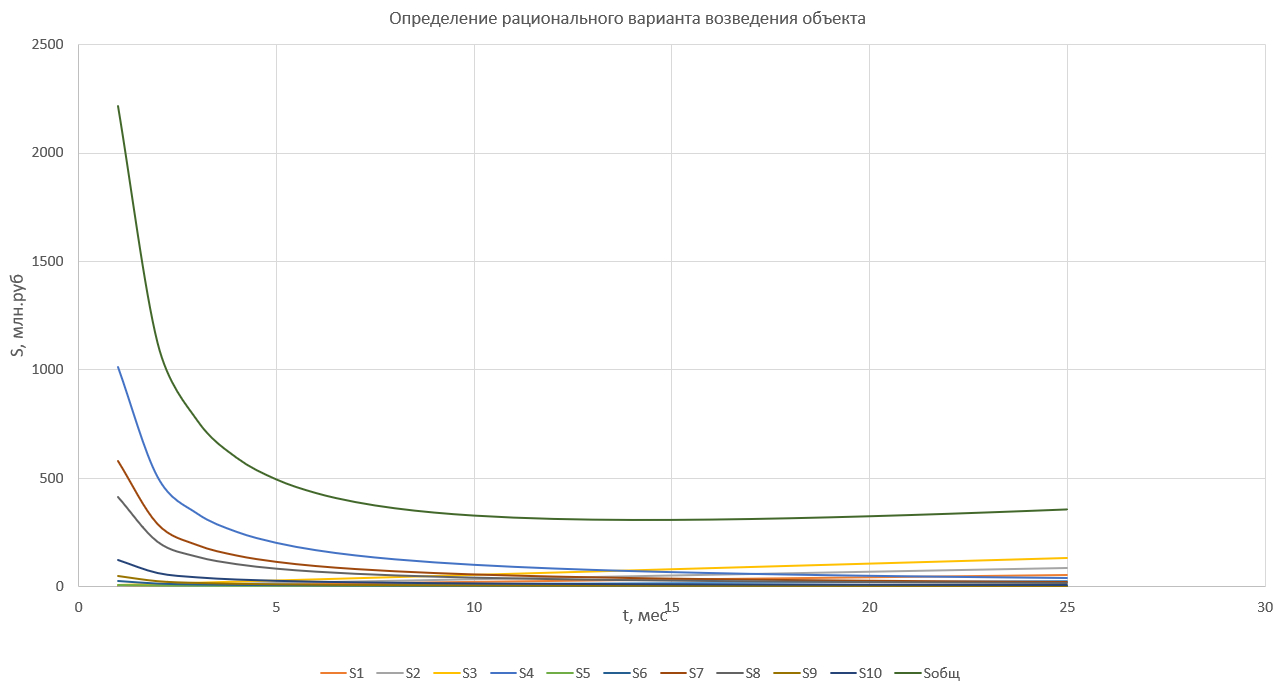 Определение рационального варианта возведения объекта
2500
2000
1500
1000
500
0
S, млн.руб
0 5 10 15 20 25 30
t, мес
S1 S2 S3 S4 S5 S6 S7 S8 S9 S10 Sобщ